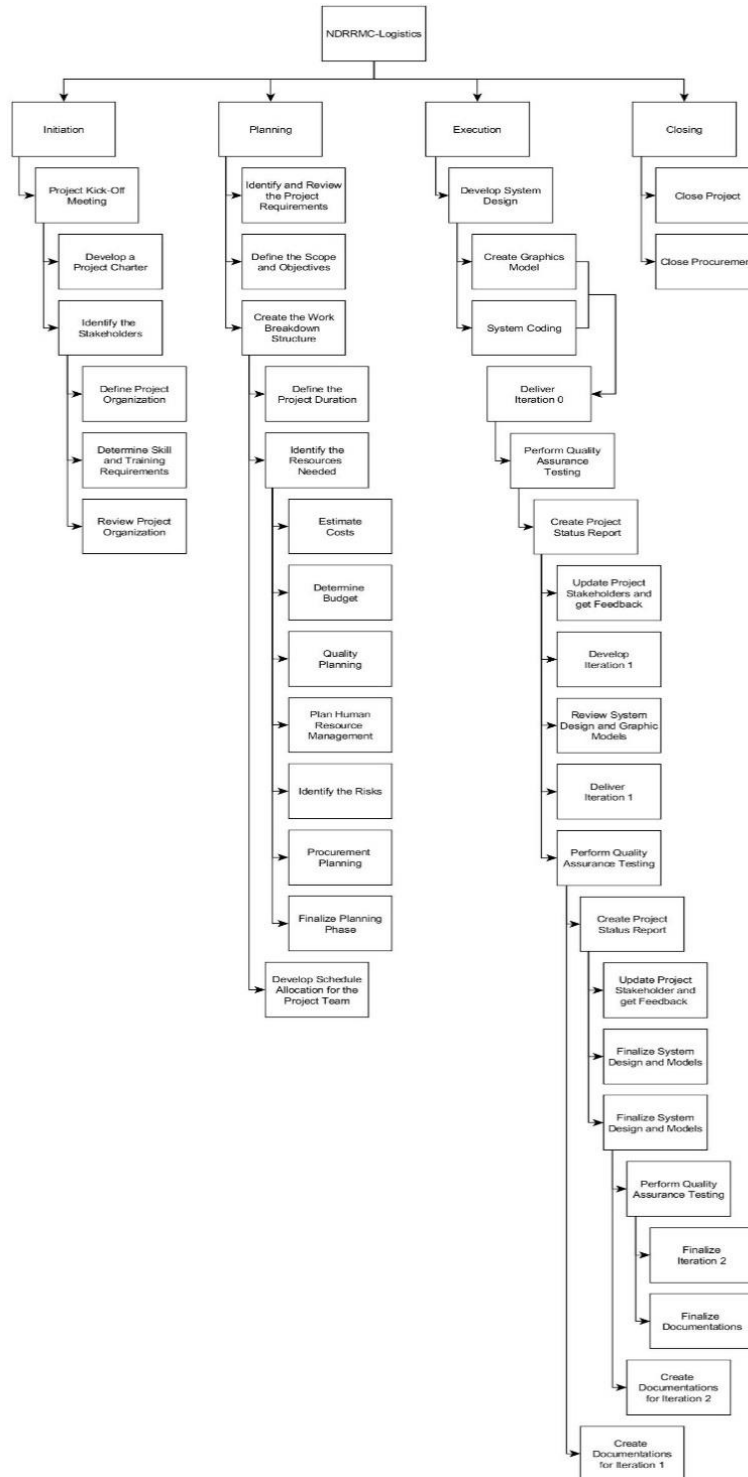 NDRRMC-Logistics
Initiation
Planning
Execution
Closing
Project Kick-Off
Meeting
Develop a
Project Charter
Identify the
Stakeholders
Define Project
Organization
Determine Skill
and Training
Requirements
Review Project
Organization
Identify and Review
the Project
Requirements
Define the Scope
and Objectives
Create the Work
Breakdown
Structure
Define the
Project Duration
Identify the
Resources
Needed
Estimate
Costs
Determine
Budget
Quality
Planning
Plan Human
Resource
Management
Identify the Risks
Procurement
Planning
Finalize Planning
Phase
Develop Schedule
Allocation for the
Project Team
Develop System
Design
Create Graphics
Model
System Coding
Deliver
Iteration 0
Perform Quality
Assurance
Testing
Create Project
Status Report
Update Project
Stakeholders and
get Feedback
Develop
Iteration 1
Review System
Design and Graphic
Models
Deliver
Iteration 1
Perform Quality
Assurance Testing
Create Project
Status Report
Update Project
Stakeholder and
get Feedback
Finalize System
Design and Models
Finalize System
Design and Models
Perform Quality
Assurance Testing
Finalize
Iteration 2
Finalize
Documentations
Create
Documentations
for Iteration 2
Create
Documentations
for Iteration 1
Close Project
Close Procurement